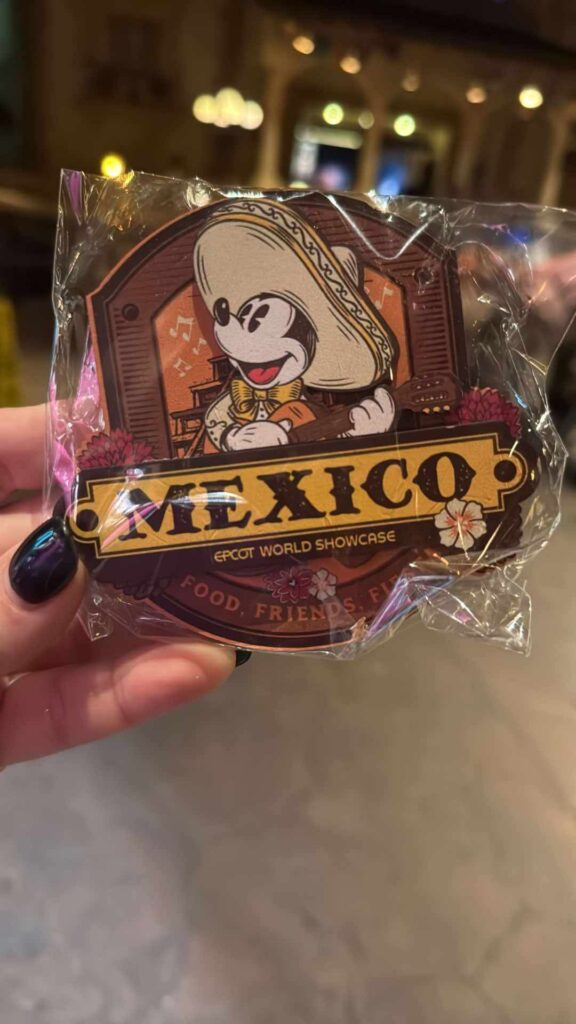 MEXICO
EPCOT WORLD SHOWCASE
FOOD, FRIENDS,